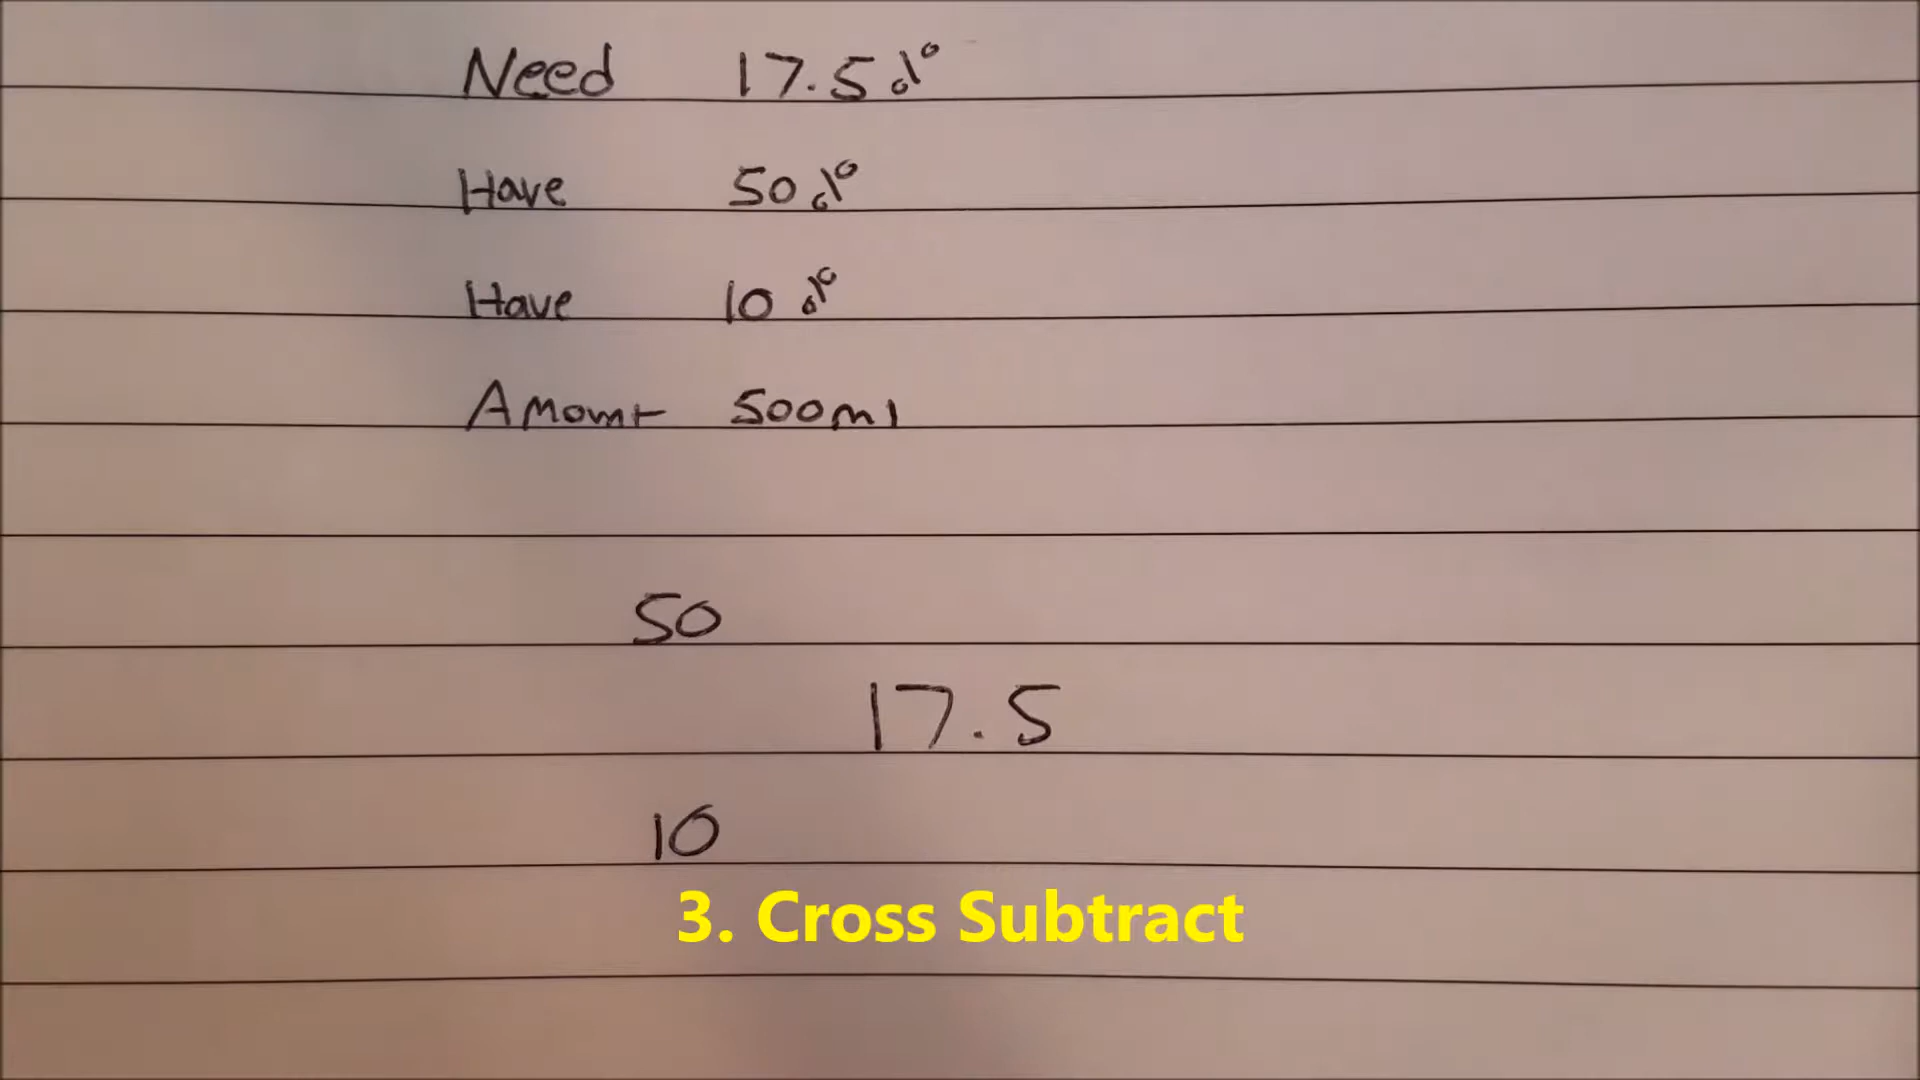 Need 17.5%
Have 50%
Have 10%
Amount 500ml
50
17.5
10
3. Cross Subtract